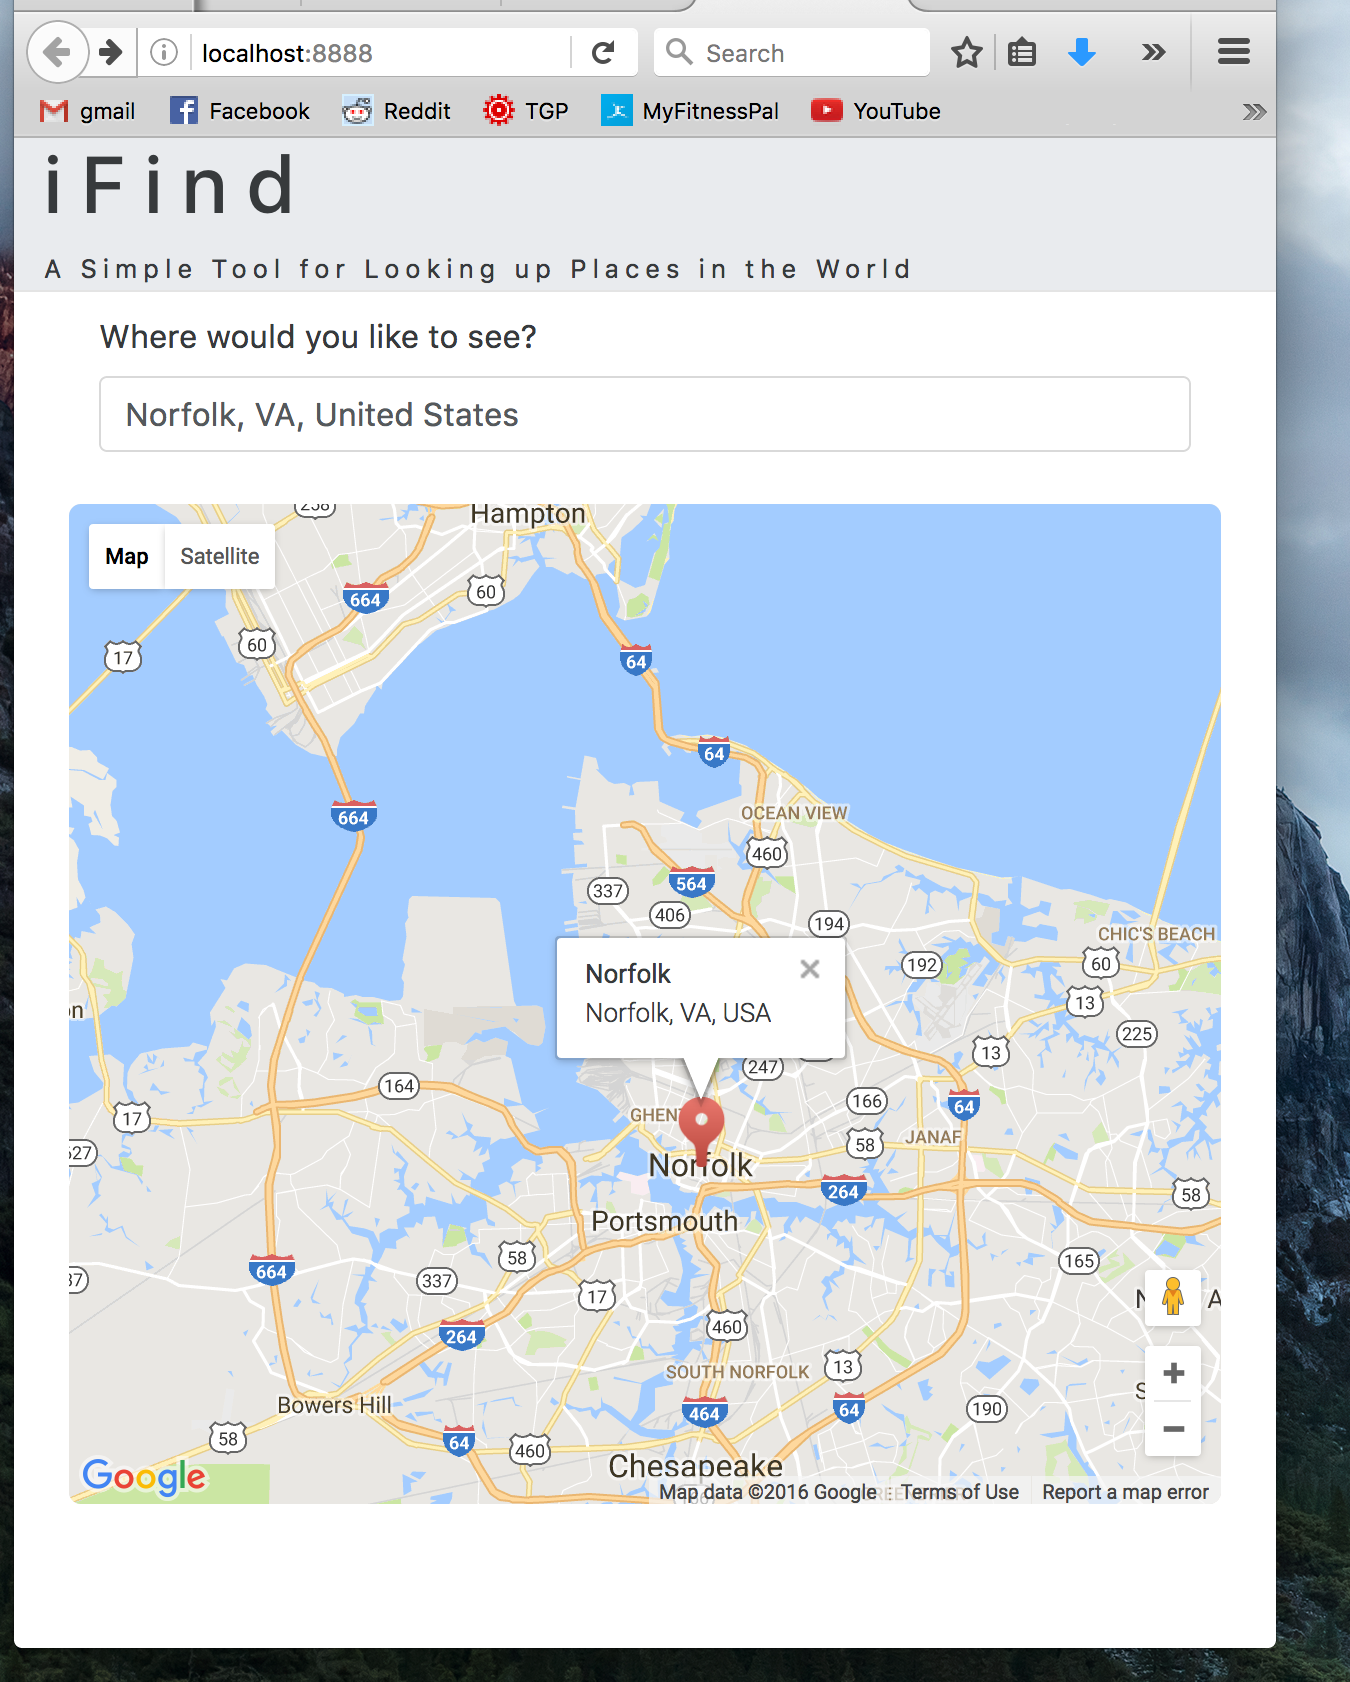 localhost:8888
Search
gmail
Facebook
Reddit
TGP
MyFitnessPal
YouTube
iFind
A Simple Tool for Looking up Places in the World
Where would you like to see?
Norfolk, VA, United States
Hampton
258
Map
Satellite
664
60
60
17
64
64
664
OCEAN VIEW
460
564
337
406
194
CHIC'S BEACH
192
60
Norfolk
Norfolk, VA, USA
13
225
13
247
164
166
64
17
GHENT
58
JANAF
Norfolk
264
58
Portsmouth
58
165
664
337
17
264
460
SOUTH NORFOLK
13
Bowers Hill
464
64
190
58
64
460
Chesapeake
Google
Map data ©2016 Google
Terms of Use
Report a map error